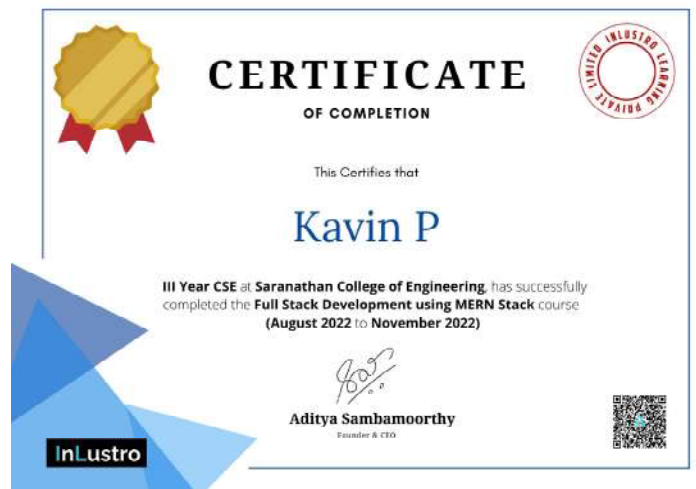 CERTIFICATE
OF COMPLETION
INLUSTRO LEARNING PRIVATE LIMITED
This Certifies that
Kavin P
III Year CSE at Saranathan College of Engineering, has successfully
completed the Full Stack Development using MERN Stack course
(August 2022 to November 2022)
Aditya Sambamoorthy
Founder & CEO
InLustro